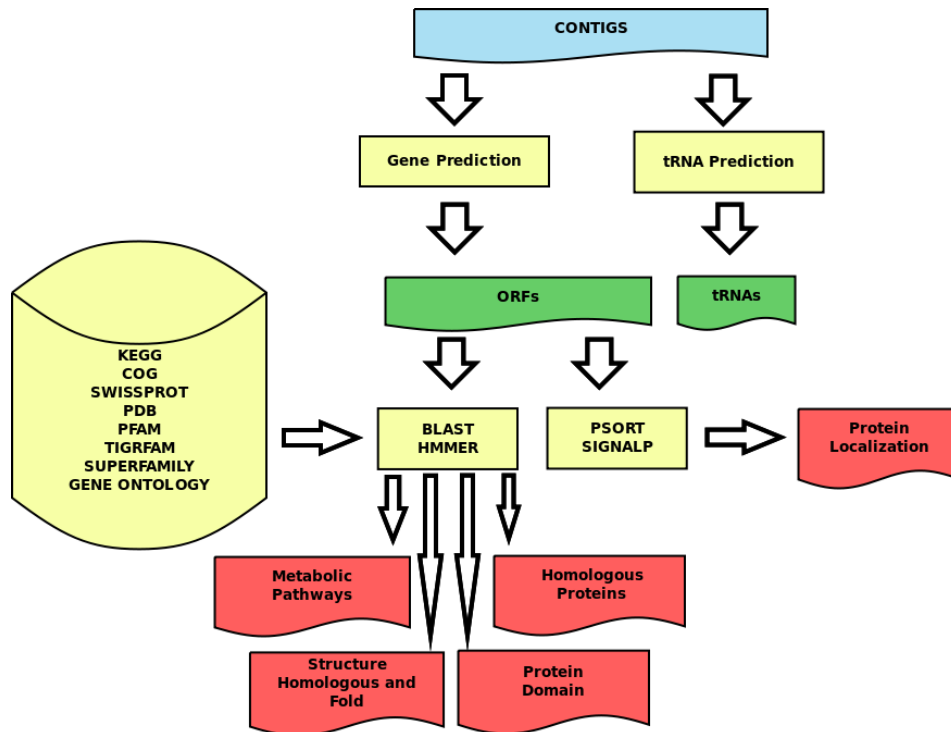 CONTIGS
Gene Prediction
tRNA Prediction
ORFs
tRNAs
KEGG
COG
SWISSPROT
PDB
PFAM
TIGRFAM
SUPERFAMILY
GENE ONTOLOGY
BLAST
HMMER
PSORT
SIGNALP
Protein
Localization
Metabolic
Pathways
Homologous
Proteins
Structure
Homologous and
Fold
Protein
Domain